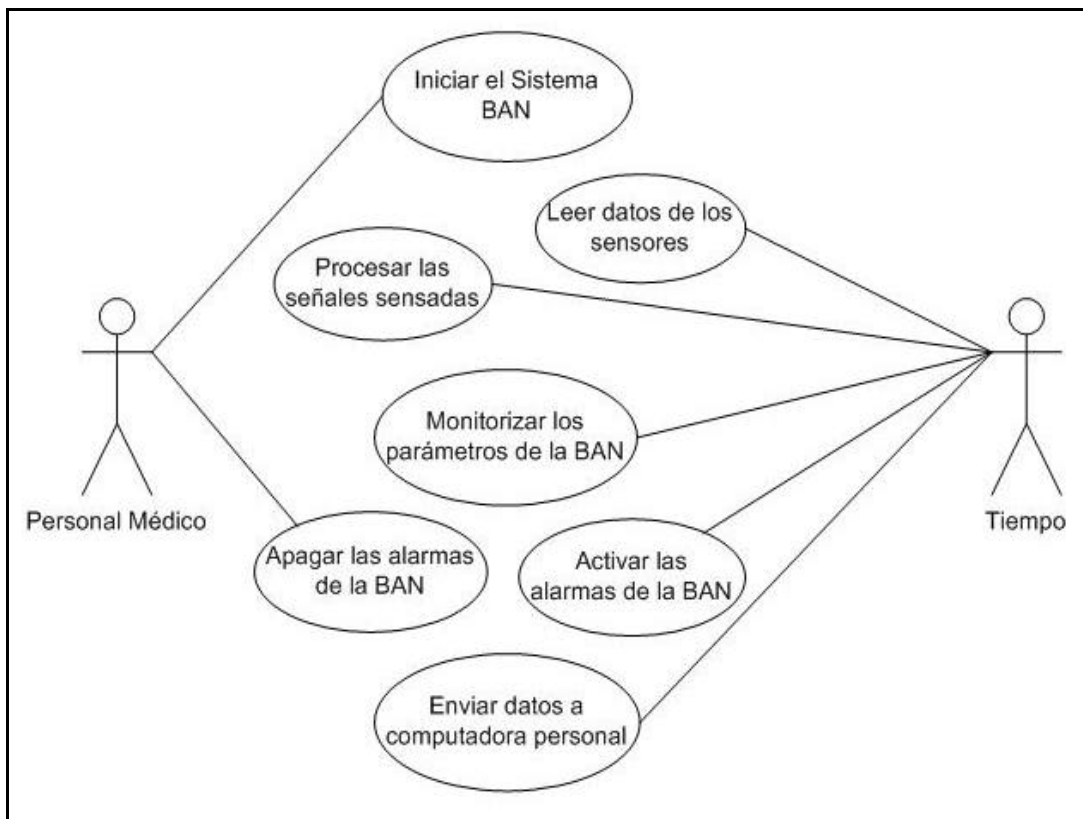 Iniciar el Sistema
BAN
Leer datos de los
sensores
Procesar las
señales sensadas
Monitorizar los
parámetros de la BAN
Personal Médico
Tiempo
Apagar las alarmas
de la BAN
Activar las
alarmas de la BAN
Enviar datos a
computadora personal